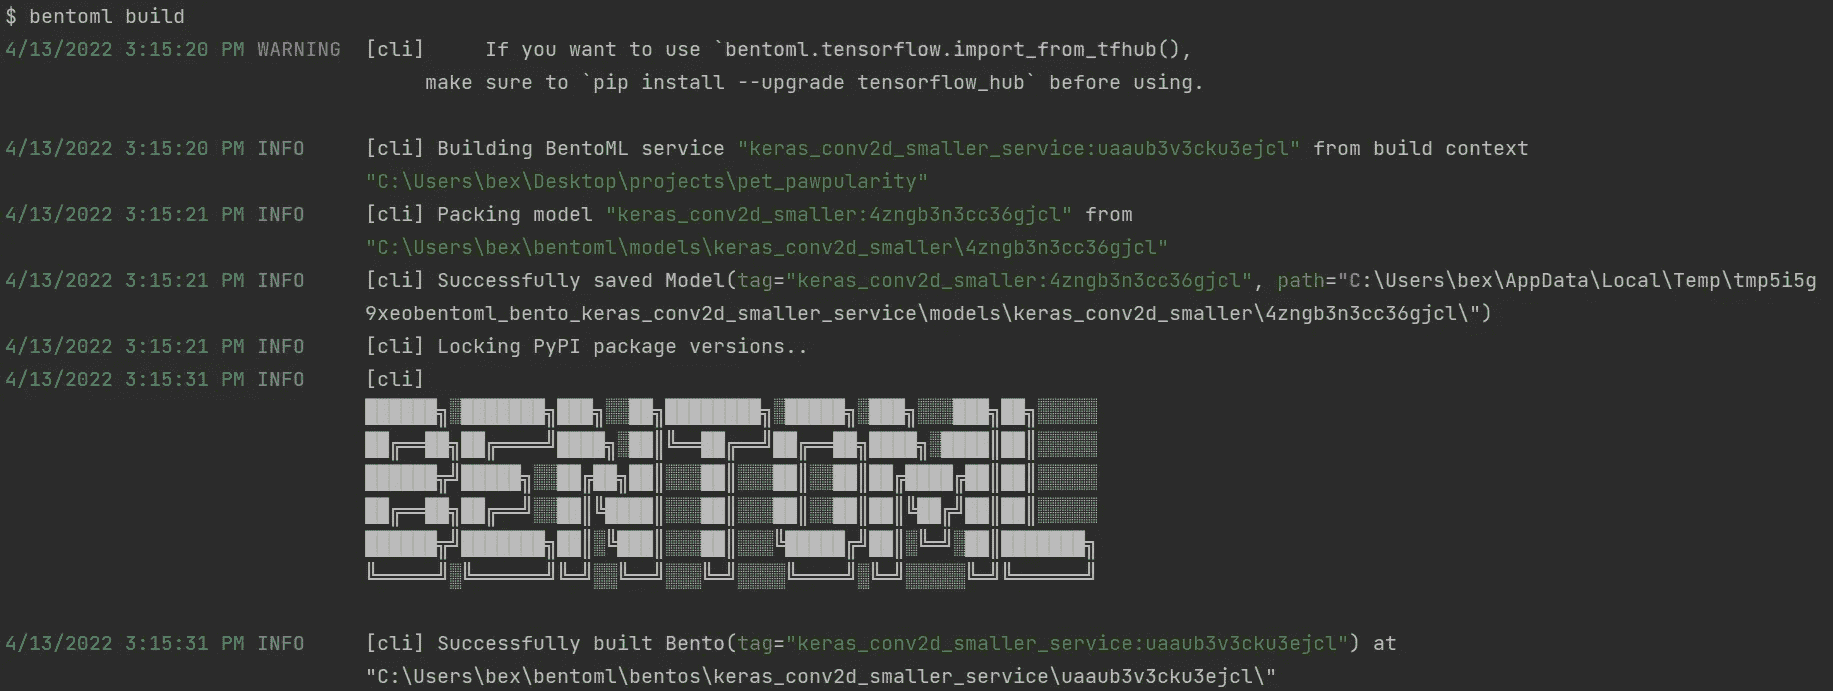 $ bentoml build
4/13/2022 3:15:20 PM WARNING [cli] If you want to use `bentoml.tensorflow.import_from_tfhub(),
make sure to `pip install --upgrade tensorflow_hub` before using.
4/13/2022 3:15:20 PM INFO [cli] Building BentoML service "keras_conv2d_smaller_service:uaaub3v3cku3ejcl" from build context
"C:\Users\bex\Desktop\projects\pet_pawpularity"
4/13/2022 3:15:21 PM INFO [cli] Packing model "keras_conv2d_smaller:4zngb3n3cc36gjcl" from
"C:\Users\bex\bentoml\models\keras_conv2d_smaller\4zngb3n3cc36gjcl"
4/13/2022 3:15:21 PM INFO [cli] Successfully saved Model(tag="keras_conv2d_smaller:4zngb3n3cc36gjcl", path="C:\Users\bex\AppData\Local\Temp\tmp5i5g
9xeobentoml_bento_keras_conv2d_smaller_service\models\keras_conv2d_smaller\4zngb3n3cc36gjcl\")
4/13/2022 3:15:21 PM INFO [cli] Locking PyPI package versions..
4/13/2022 3:15:31 PM INFO [cli]
BENTOML
4/13/2022 3:15:31 PM INFO [cli] Successfully built Bento(tag="keras_conv2d_smaller_service:uaaub3v3cku3ejcl") at
"C:\Users\bex\bentoml\bentos\keras_conv2d_smaller_service\uaaub3v3cku3ejcl\"